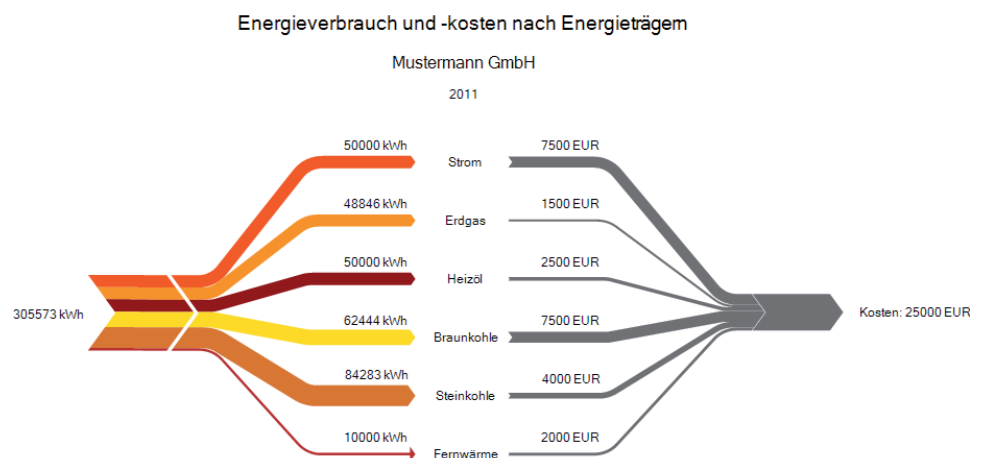 Energieverbrauch und -kosten nach Energieträgern
Mustermann GmbH
2011
50000 kWh Strom 7500 EUR
48846 kWh Erdgas 1500 EUR
50000 kWh Heizöl 2500 EUR
305573 kWh
Kosten: 25000 EUR
62444 kWh Braunkohle 7500 EUR
84283 kWh Steinkohle 4000 EUR
10000 kWh Fernwärme 2000 EUR